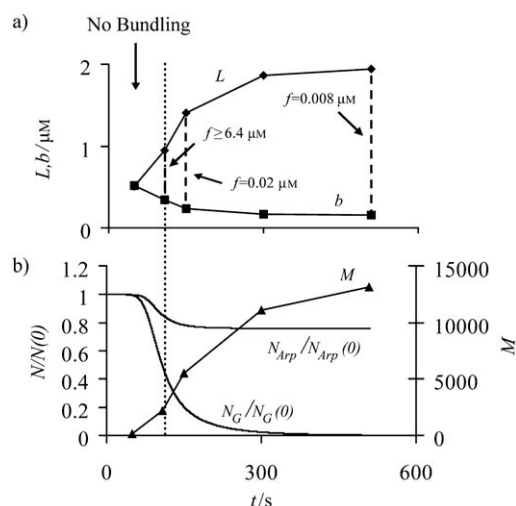 a)
No Bundling
L,b/μM
2
1
0
L
f≥6.4 μM
f=0.02 μM
f=0.008 μM
b
b)
N/N(0)
1.2
1
0.8
0.6
0.4
0.2
0
M
N_Arp/N_Arp(0)
N_G/N_G(0)
15000
10000
5000
0
M
0
300
600
t/s